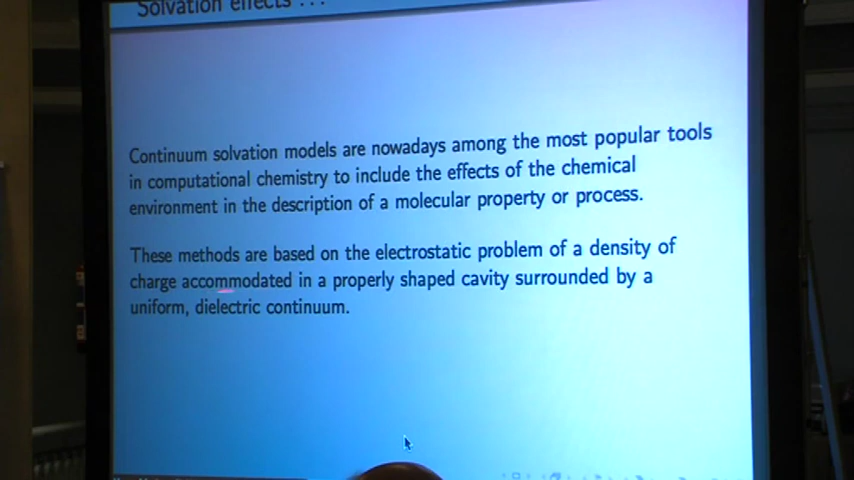 Solvation effects ...
Continuum solvation models are nowadays among the most popular tools
in computational chemistry to include the effects of the chemical
environment in the description of a molecular property or process.
These methods are based on the electrostatic problem of a density of
charge accommodated in a properly shaped cavity surrounded by a
uniform, dielectric continuum.